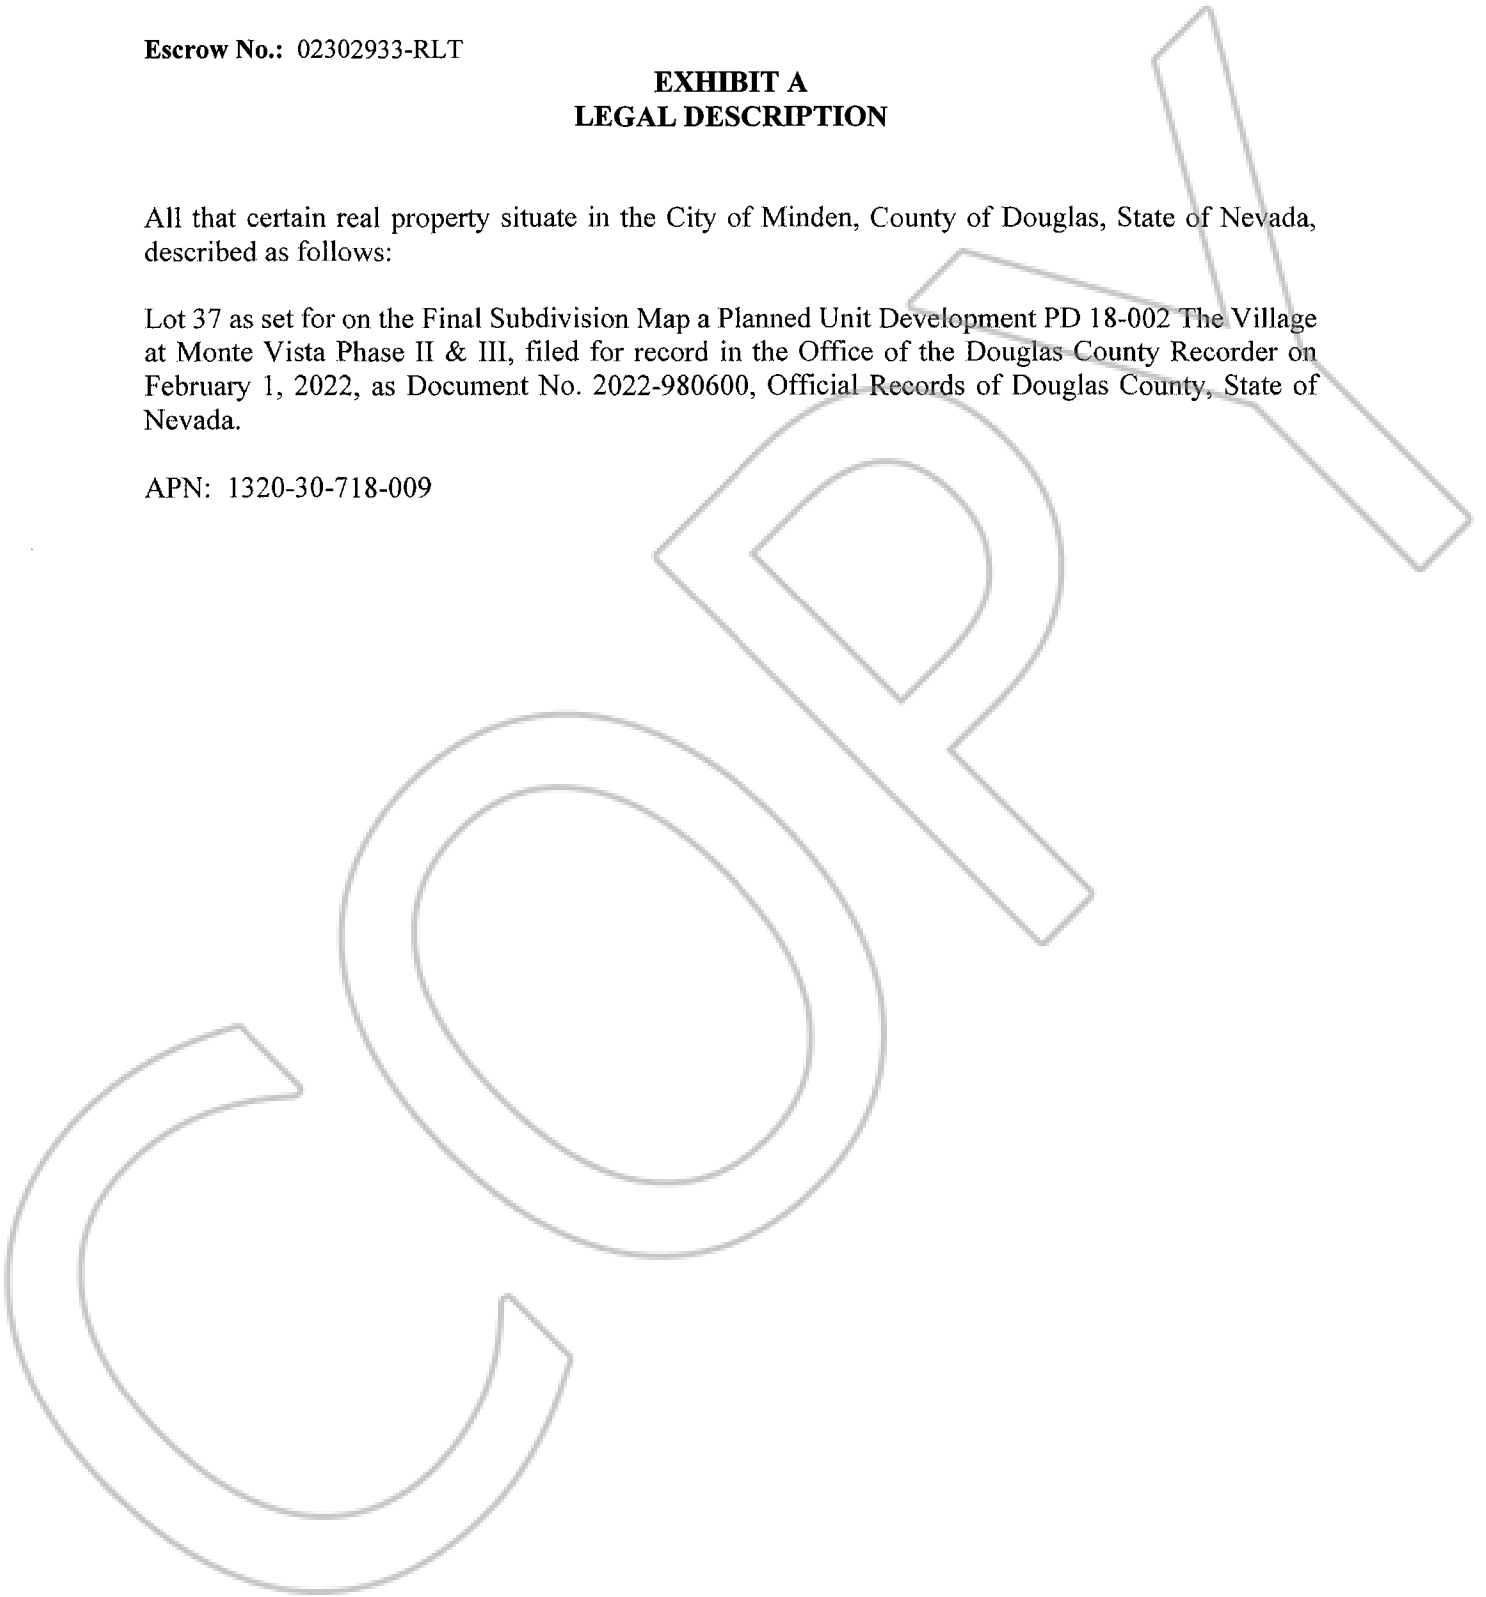 Escrow No.: 02302933-RLT
EXHIBIT A
LEGAL DESCRIPTION
All that certain real property situate in the City of Minden, County of Douglas, State of Nevada,
described as follows:
Lot 37 as set for on the Final Subdivision Map a Planned Unit Development PD 18-002 The Village
at Monte Vista Phase II & III, filed for record in the Office of the Douglas County Recorder on
February 1, 2022, as Document No. 2022-980600, Official Records of Douglas County, State of
Nevada.
APN: 1320-30-718-009
COPY